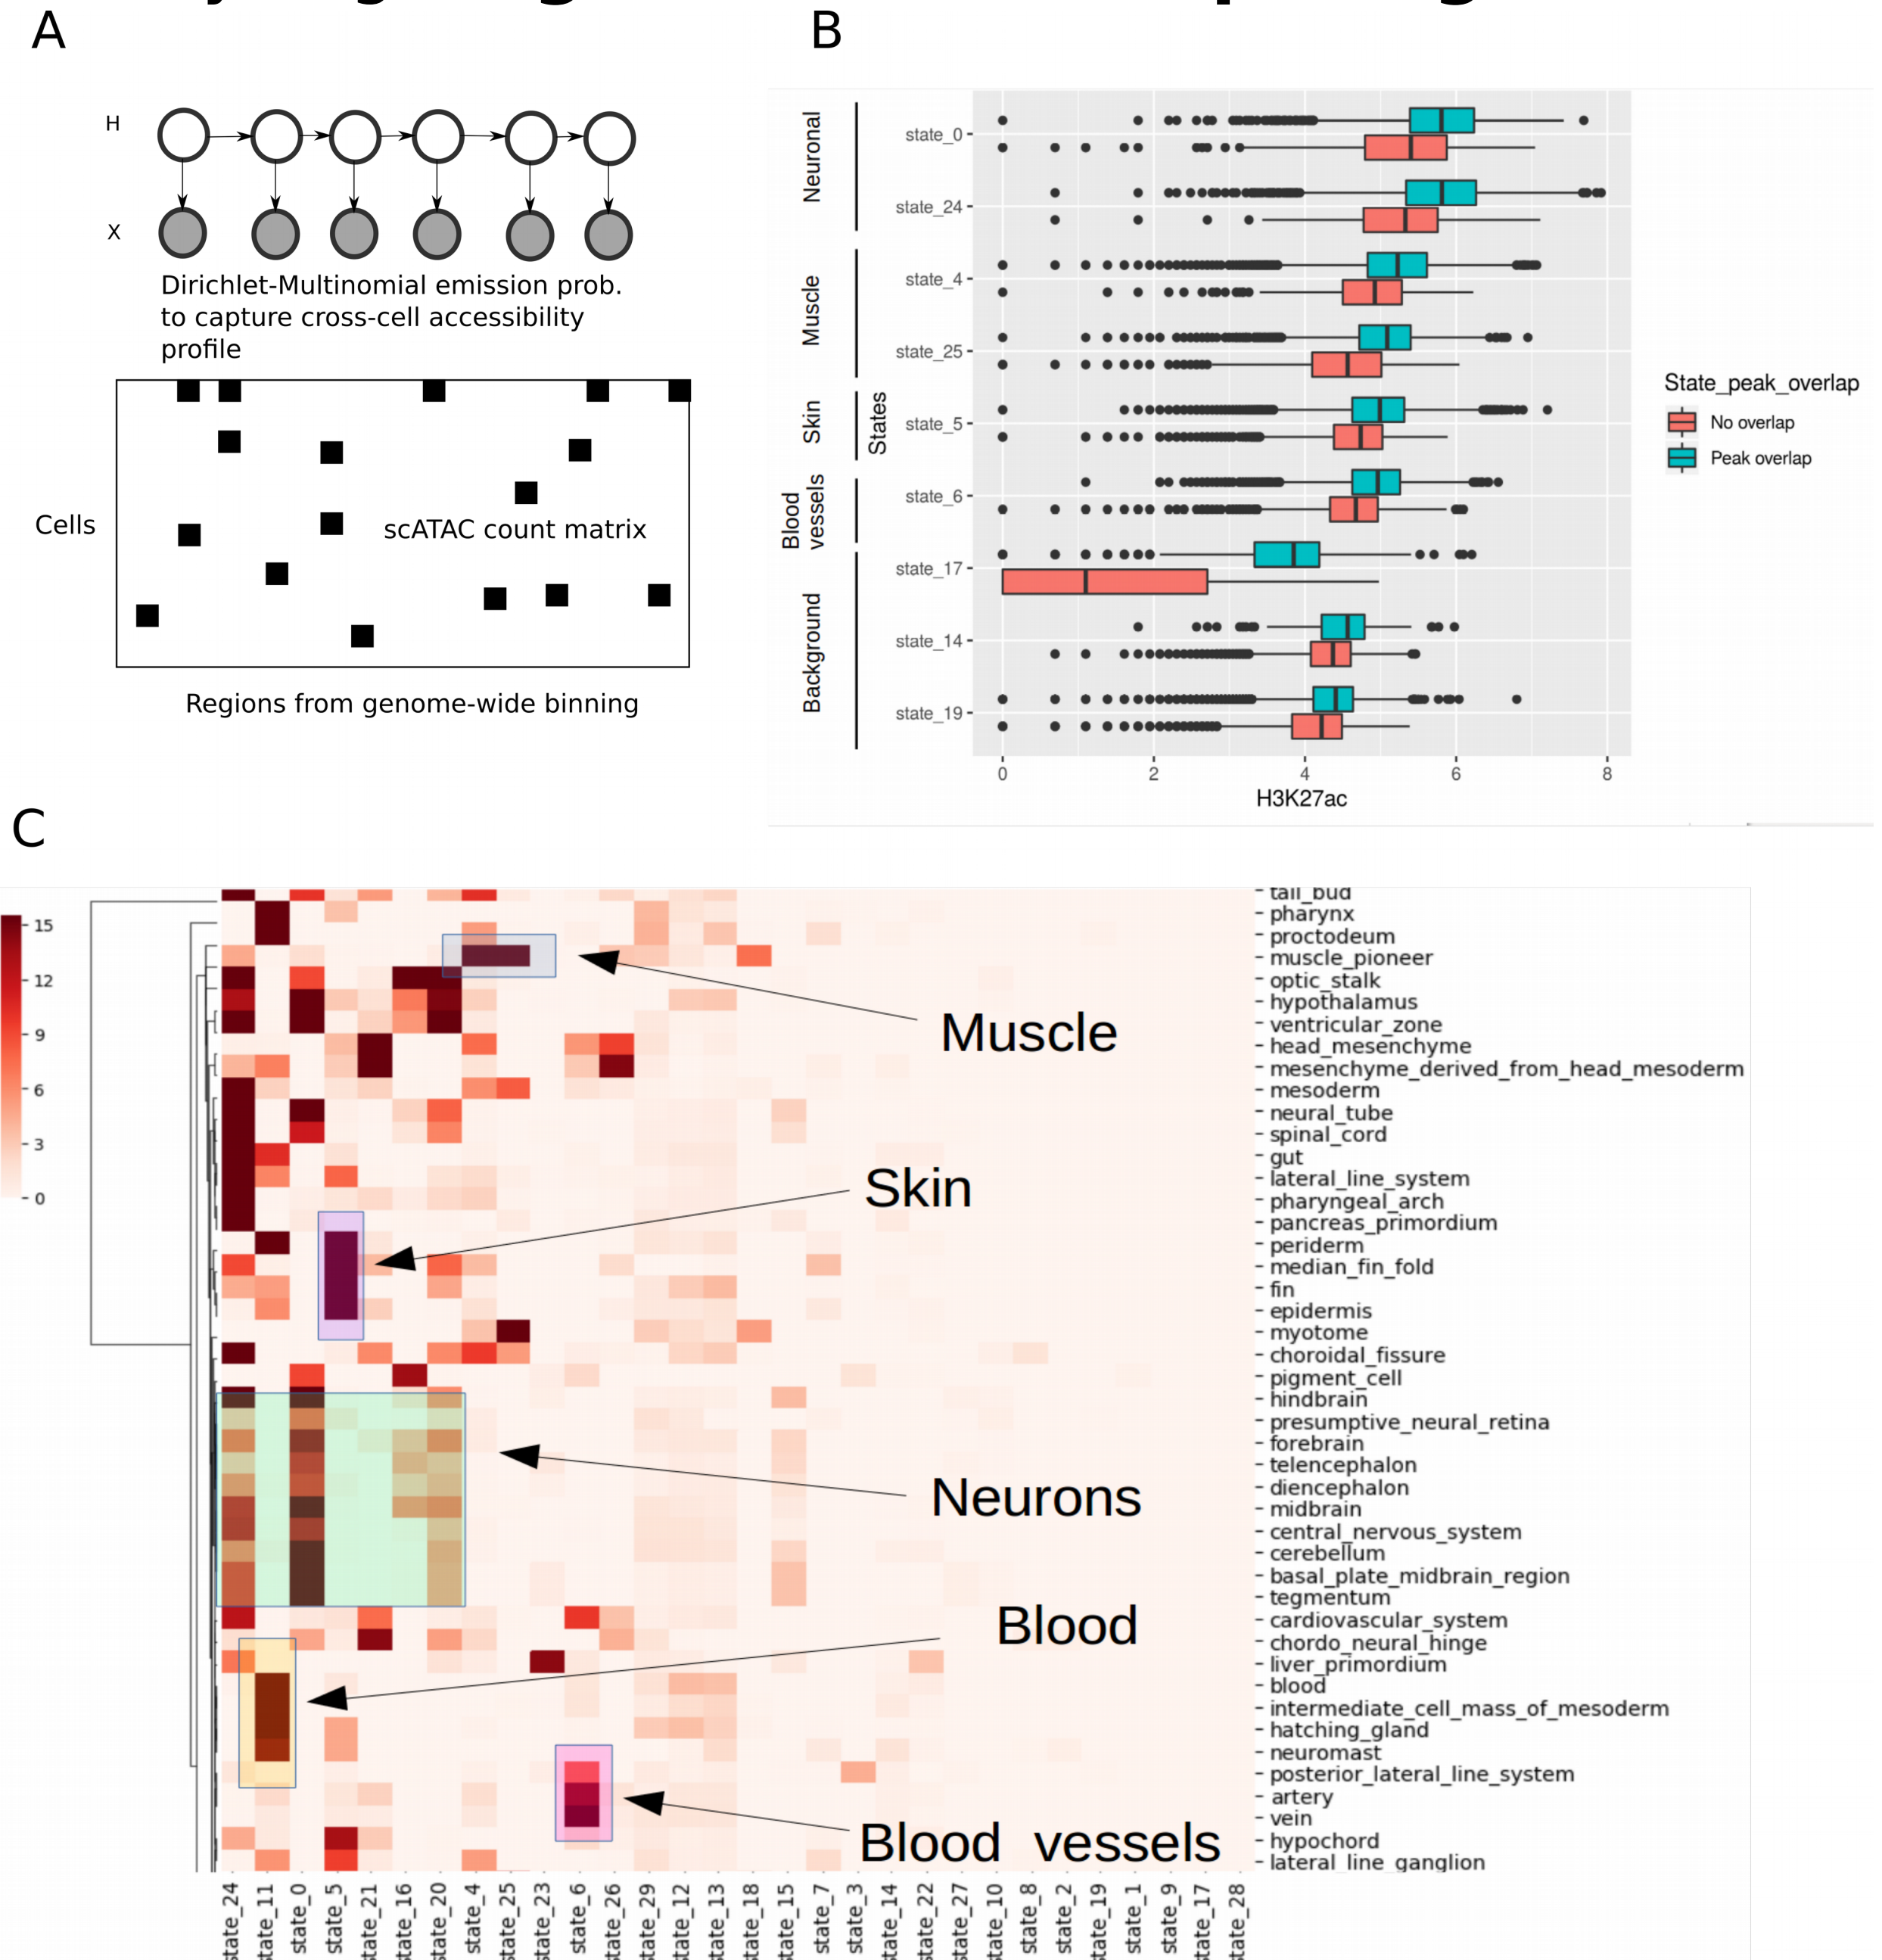 A
H
X
Dirichlet-Multinomial emission prob.
to capture cross-cell accessibility
profile
Cells
scATAC count matrix
Regions from genome-wide binning
B
Neuronal
Muscle
Skin
Blood
vessels
Background
States
state_0
state_24
state_4
state_25
state_5
state_6
state_17
state_14
state_19
0 2 4 6 8
H3K27ac
State_peak_overlap
No overlap
Peak overlap
C
15
12
9
6
3
0
tail_bud
pharynx
proctodeum
muscle_pioneer
optic_stalk
hypothalamus
ventricular_zone
head_mesenchyme
mesenchyme_derived_from_head_mesoderm
mesoderm
neural_tube
spinal_cord
gut
lateral_line_system
pharyngeal_arch
pancreas_primordium
periderm
median_fin_fold
fin
epidermis
myotome
choroidal_fissure
pigment_cell
hindbrain
presumptive_neural_retina
forebrain
telencephalon
diencephalon
midbrain
central_nervous_system
cerebellum
basal_plate_midbrain_region
tegmentum
cardiovascular_system
chordo_neural_hinge
liver_primordium
blood
intermediate_cell_mass_of_mesoderm
hatching_gland
neuromast
posterior_lateral_line_system
artery
vein
hypochord
lateral_line_ganglion
Muscle
Skin
Neurons
Blood
Blood vessels
state_24
state_11
state_0
state_5
state_21
state_16
state_20
state_4
state_25
state_23
state_6
state_26
state_29
state_12
state_13
state_18
state_15
state_7
state_3
state_14
state_22
state_27
state_10
state_8
state_2
state_19
state_1
state_9
state_17
state_28